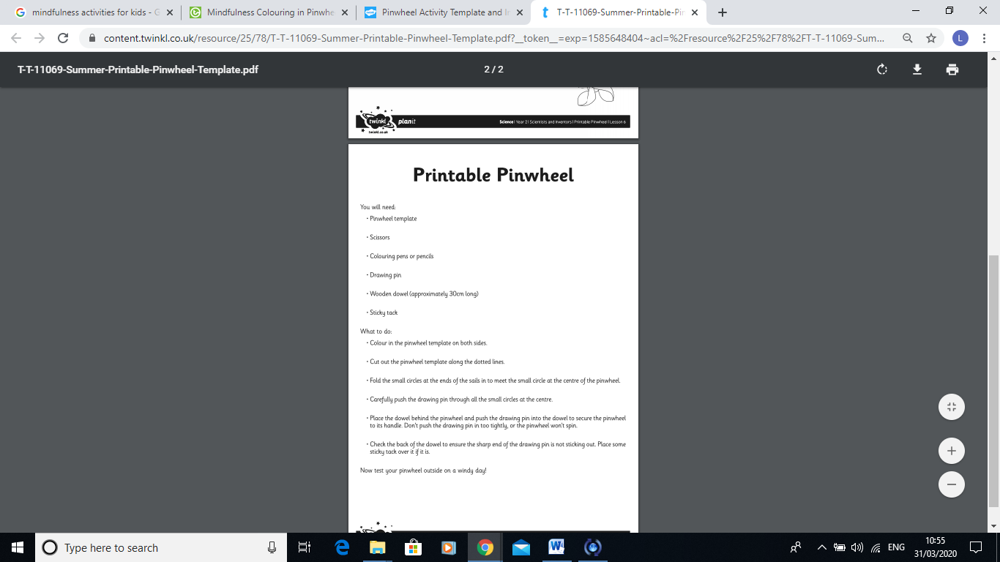 mindfulness activities for kids - G
Mindfulness Colouring in Pinwhe
Pinwheel Activity Template and In
T-T-11069-Summer-Printable-Pin
content.twinkl.co.uk/resource/25/78/T-T-11069-Summer-Printable-Pinwheel-Template.pdf?__token__=exp=1585648404~acl=%2Fresource%2F25%2F78%2FT-T-11069-Sum...
L
T-T-11069-Summer-Printable-Pinwheel-Template.pdf
2 / 2
twinkl
planit
Science | Year 2 | Scientists and Inventors | Printable Pinwheel | Lesson 6
twinkl.co.uk
Printable Pinwheel
You will need:
• Pinwheel template
• Scissors
• Colouring pens or pencils
• Drawing pin
• Wooden dowel (approximately 30cm long)
• Sticky tack
What to do:
• Colour in the pinwheel template on both sides.
• Cut out the pinwheel template along the dotted lines.
• Fold the small circles at the ends of the sails in to meet the small circle at the centre of the pinwheel.
• Carefully push the drawing pin through all the small circles at the centre.
• Place the dowel behind the pinwheel and push the drawing pin into the dowel to secure the pinwheel
to its handle. Don't push the drawing pin in too tightly, or the pinwheel won't spin.
• Check the back of the dowel to ensure the sharp end of the drawing pin is not sticking out. Place some
sticky tack over it if it is.
Now test your pinwheel outside on a windy day!
Type here to search
ENG
10:55
31/03/2020